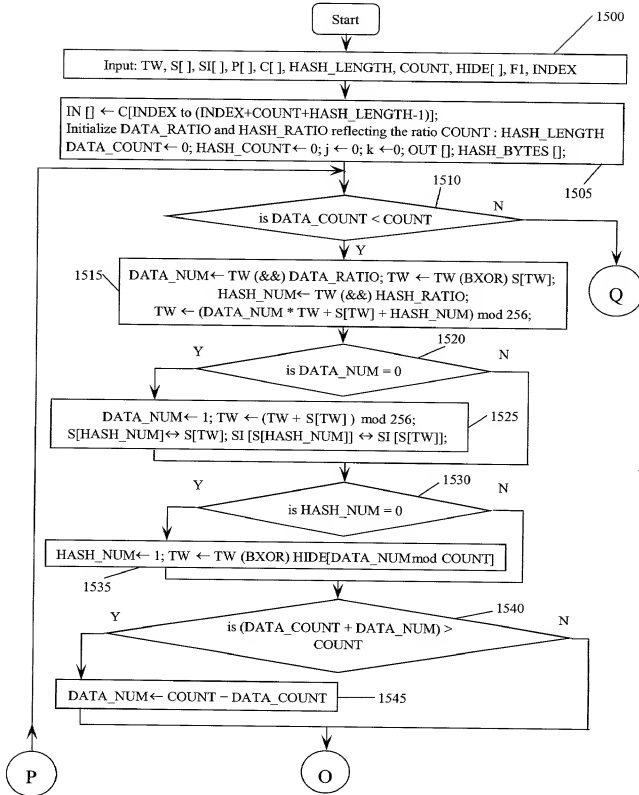 Start
1500
Input: TW, S[ ], SI[ ], P[ ], C[ ], HASH_LENGTH, COUNT, HIDE[ ], F1, INDEX
IN [] ← C[INDEX to (INDEX+COUNT+HASH_LENGTH-1)];
Initialize DATA_RATIO and HASH_RATIO reflecting the ratio COUNT : HASH_LENGTH
DATA_COUNT← 0; HASH_COUNT← 0; j ← 0; k ←0; OUT []; HASH_BYTES [];
1505
1510
is DATA_COUNT < COUNT
N
Y
Q
1515
DATA_NUM← TW (&&) DATA_RATIO; TW ← TW (BXOR) S[TW];
HASH_NUM← TW (&&) HASH_RATIO;
TW ← (DATA_NUM * TW + S[TW] + HASH_NUM) mod 256;
1520
Y
is DATA_NUM = 0
N
DATA_NUM← 1; TW ← (TW + S[TW] ) mod 256;
S[HASH_NUM]↔ S[TW]; SI [S[HASH_NUM]] ↔ SI [S[TW]];
1525
1530
Y
is HASH_NUM = 0
N
HASH_NUM← 1; TW ← TW (BXOR) HIDE[DATA_NUM mod COUNT]
1535
1540
Y
is (DATA_COUNT + DATA_NUM) >
COUNT
N
DATA_NUM← COUNT − DATA_COUNT
1545
P
O